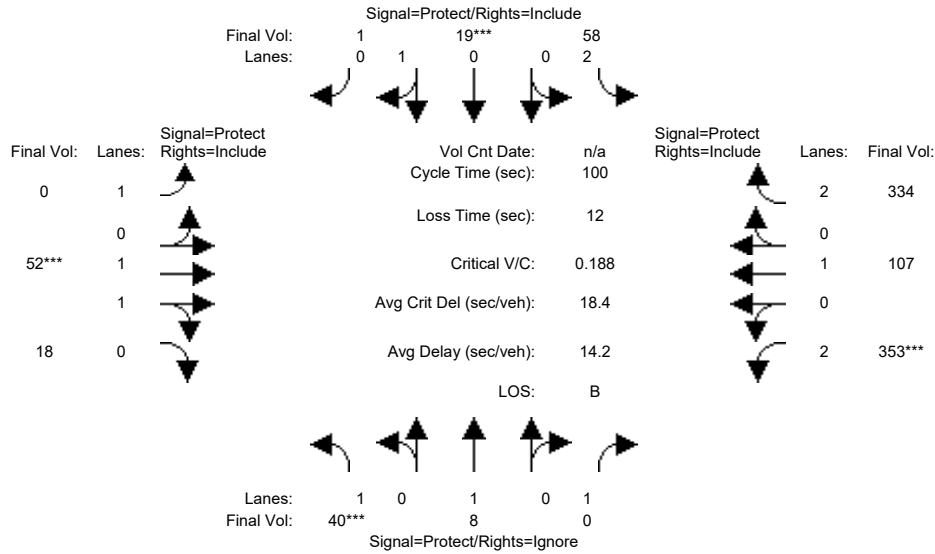 Signal=Protect/Rights=Include
Final Vol: 1 19*** 58
Lanes: 0 1 0 0 2
Signal=Protect
Final Vol: Lanes: Rights=Include
Vol Cnt Date: n/a
Signal=Protect
Rights=Include Lanes: Final Vol:
Cycle Time (sec): 100
0 1
2 334
Loss Time (sec): 12
0
0
52*** 1
Critical V/C: 0.188
1 107
1
Avg Crit Del (sec/veh): 18.4
0
18 0
Avg Delay (sec/veh): 14.2
2 353***
LOS: B
Lanes: 1 0 1 0 1
Final Vol: 40*** 8 0
Signal=Protect/Rights=Ignore